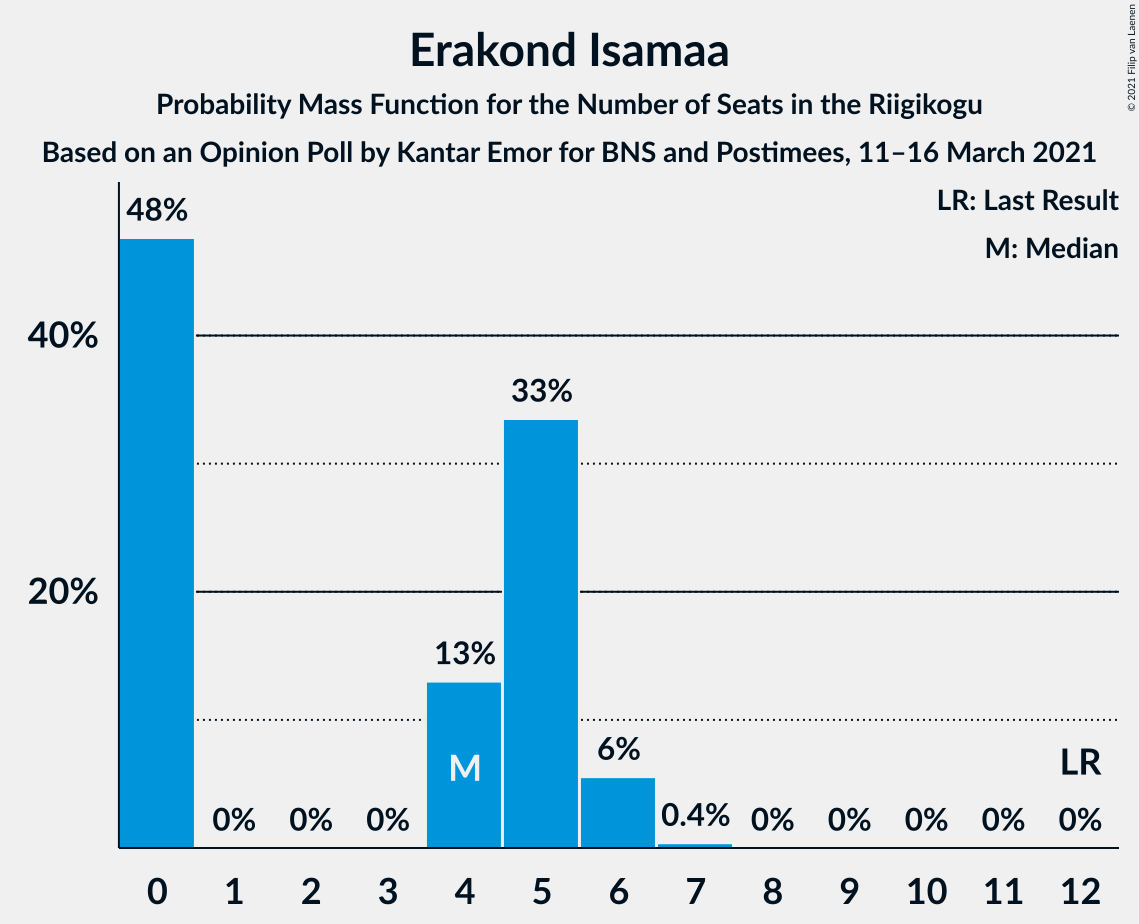 Erakond Isamaa
Probability Mass Function for the Number of Seats in the Riigikogu
Based on an Opinion Poll by Kantar Emor for BNS and Postimees, 11–16 March 2021
© 2021 Filip van Laenen
LR: Last Result
M: Median
48%
40%
33%
20%
13%
M
6%
LR
0% 0% 0% 0.4% 0% 0% 0% 0% 0%
0 1 2 3 4 5 6 7 8 9 10 11 12